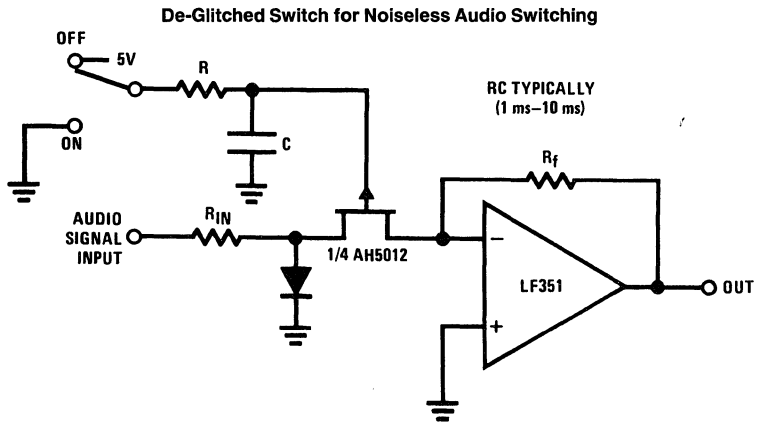 De-Glitched Switch for Noiseless Audio Switching
OFF
5V
R
RC TYPICALLY
(1 ms–10 ms)
ON
C
Rf
AUDIO
SIGNAL
INPUT
RIN
1/4 AH5012
−
LF351
OUT
+